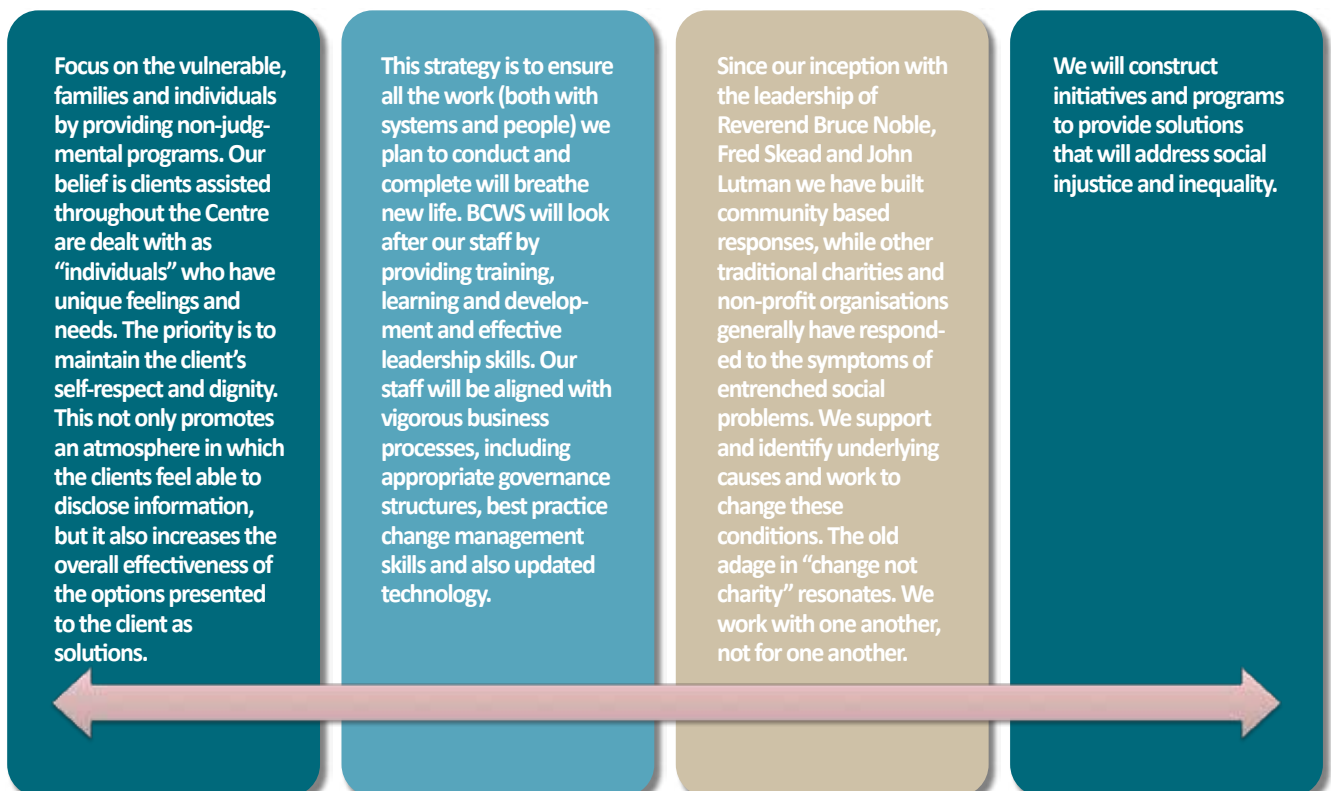 Focus on the vulnerable,
families and individuals
by providing non-judg-
mental programs. Our
belief is clients assisted
throughout the Centre
are dealt with as
“individuals” who have
unique feelings and
needs. The priority is to
maintain the client’s
self-respect and dignity.
This not only promotes
an atmosphere in which
the clients feel able to
disclose information,
but it also increases the
overall effectiveness of
the options presented
to the client as
solutions.
This strategy is to ensure
all the work (both with
systems and people) we
plan to conduct and
complete will breathe
new life. BCWS will look
after our staff by
providing training,
learning and develop-
ment and effective
leadership skills. Our
staff will be aligned with
vigorous business
processes, including
appropriate governance
structures, best practice
change management
skills and also updated
technology.
Since our inception with
the leadership of
Reverend Bruce Noble,
Fred Skead and John
Lutman we have built
community based
responses, while other
traditional charities and
non-profit organisations
generally have respond-
ed to the symptoms of
entrenched social
problems. We support
and identify underlying
causes and work to
change these
conditions. The old
adage in “change not
charity” resonates. We
work with one another,
not for one another.
We will construct
initiatives and programs
to provide solutions
that will address social
injustice and inequality.